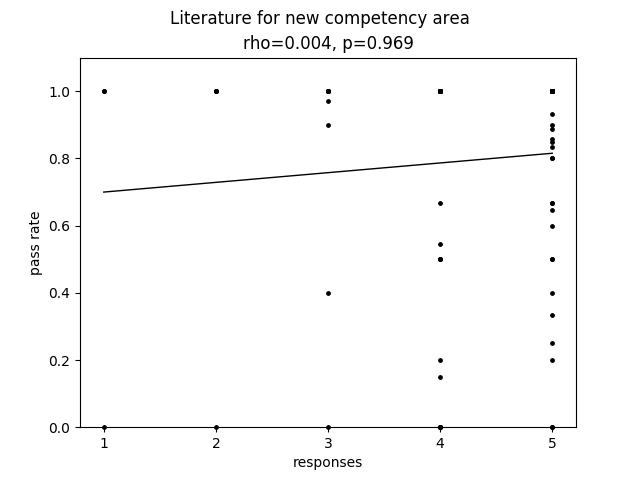 Literature for new competency area
rho=0.004, p=0.969
1.0
0.8
0.6
0.4
0.2
0.0
pass rate
1 2 3 4 5
responses